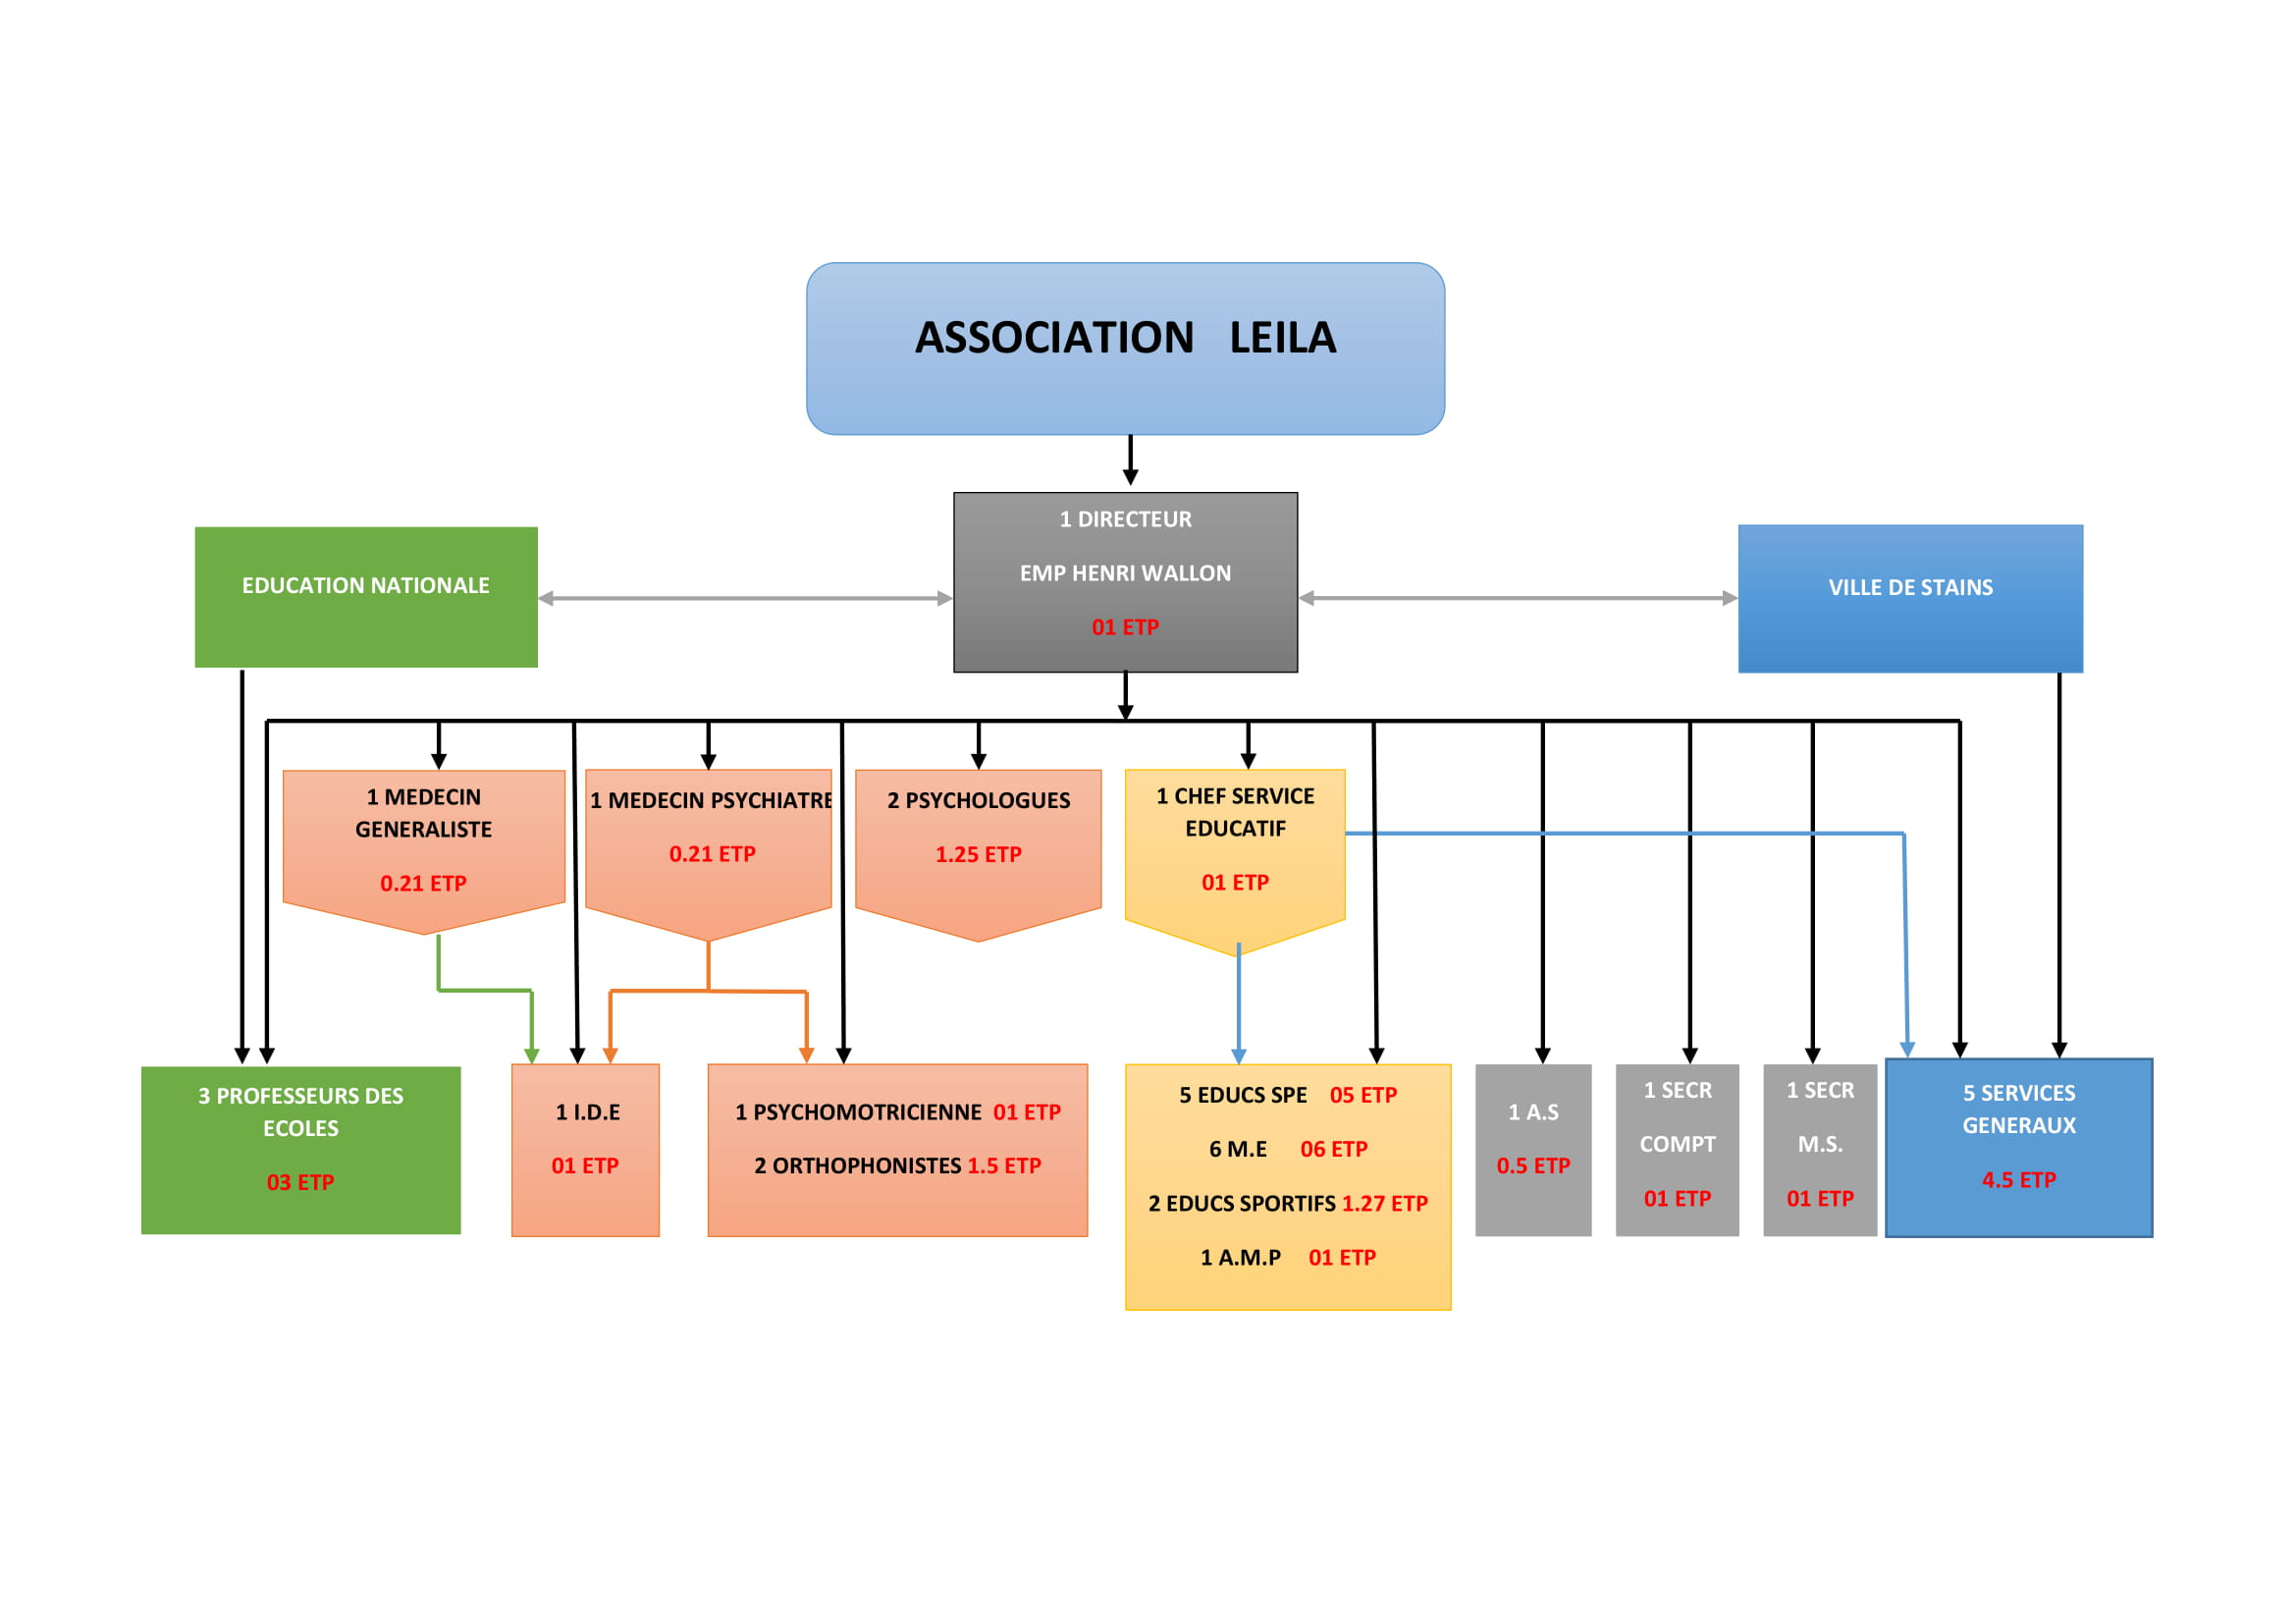 ASSOCIATION LEILA
1 DIRECTEUR
EMP HENRI WALLON
01 ETP
EDUCATION NATIONALE
VILLE DE STAINS
1 MEDECIN
GENERALISTE
0.21 ETP
1 MEDECIN PSYCHIATRE
0.21 ETP
2 PSYCHOLOGUES
1.25 ETP
1 CHEF SERVICE
EDUCATIF
01 ETP
3 PROFESSEURS DES
ECOLES
03 ETP
1 I.D.E
01 ETP
1 PSYCHOMOTRICIENNE 01 ETP
2 ORTHOPHONISTES 1.5 ETP
5 EDUCS SPE 05 ETP
6 M.E 06 ETP
2 EDUCS SPORTIFS 1.27 ETP
1 A.M.P 01 ETP
1 A.S
0.5 ETP
1 SECR
COMPT
01 ETP
1 SECR
M.S.
01 ETP
5 SERVICES
GENERAUX
4.5 ETP